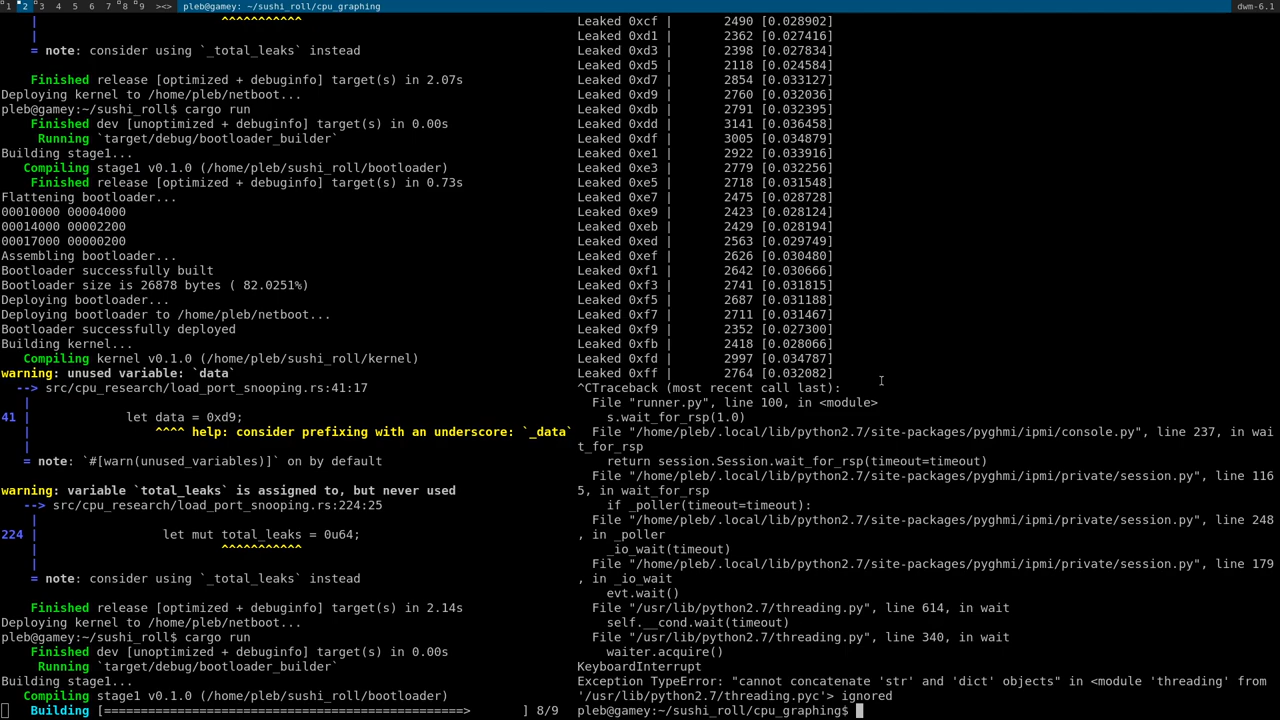 1 2 3 4 5 6 7 8 9 ><> pleb@gamey: ~/sushi_roll/cpu_graphing dwm-6.1
| ^^^^^^^^^^^
|
= note: consider using `_total_leaks` instead
Finished release [optimized + debuginfo] target(s) in 2.07s
Deploying kernel to /home/pleb/netboot...
pleb@gamey:~/sushi_roll$ cargo run
Finished dev [unoptimized + debuginfo] target(s) in 0.00s
Running `target/debug/bootloader_builder`
Building stage1...
Compiling stage1 v0.1.0 (/home/pleb/sushi_roll/bootloader)
Finished release [optimized + debuginfo] target(s) in 0.73s
Flattening bootloader...
00010000 00004000
00014000 00002200
00017000 00000200
Assembling bootloader...
Bootloader successfully built
Bootloader size is 26878 bytes ( 82.0251%)
Deploying bootloader...
Deploying bootloader to /home/pleb/netboot...
Bootloader successfully deployed
Building kernel...
Compiling kernel v0.1.0 (/home/pleb/sushi_roll/kernel)
warning: unused variable: `data`
--> src/cpu_research/load_port_snooping.rs:41:17
|
41 | let data = 0xd9;
| ^^^^ help: consider prefixing with an underscore: `_data`
|
= note: `#[warn(unused_variables)]` on by default
warning: variable `total_leaks` is assigned to, but never used
--> src/cpu_research/load_port_snooping.rs:224:25
|
224 | let mut total_leaks = 0u64;
| ^^^^^^^^^^^
|
= note: consider using `_total_leaks` instead
Finished release [optimized + debuginfo] target(s) in 2.14s
Deploying kernel to /home/pleb/netboot...
pleb@gamey:~/sushi_roll$ cargo run
Finished dev [unoptimized + debuginfo] target(s) in 0.00s
Running `target/debug/bootloader_builder`
Building stage1...
Compiling stage1 v0.1.0 (/home/pleb/sushi_roll/bootloader)
Building [===============================================> ] 8/9
Leaked 0xcf | 2490 [0.028902]
Leaked 0xd1 | 2362 [0.027416]
Leaked 0xd3 | 2398 [0.027834]
Leaked 0xd5 | 2118 [0.024584]
Leaked 0xd7 | 2854 [0.033127]
Leaked 0xd9 | 2760 [0.032036]
Leaked 0xdb | 2791 [0.032395]
Leaked 0xdd | 3141 [0.036458]
Leaked 0xdf | 3005 [0.034879]
Leaked 0xe1 | 2922 [0.033916]
Leaked 0xe3 | 2779 [0.032256]
Leaked 0xe5 | 2718 [0.031548]
Leaked 0xe7 | 2475 [0.028728]
Leaked 0xe9 | 2423 [0.028124]
Leaked 0xeb | 2429 [0.028194]
Leaked 0xed | 2563 [0.029749]
Leaked 0xef | 2626 [0.030480]
Leaked 0xf1 | 2642 [0.030666]
Leaked 0xf3 | 2741 [0.031815]
Leaked 0xf5 | 2687 [0.031188]
Leaked 0xf7 | 2711 [0.031467]
Leaked 0xf9 | 2352 [0.027300]
Leaked 0xfb | 2418 [0.028066]
Leaked 0xfd | 2997 [0.034787]
Leaked 0xff | 2764 [0.032082]
^CTraceback (most recent call last):
File "runner.py", line 100, in <module>
s.wait_for_rsp(1.0)
File "/home/pleb/.local/lib/python2.7/site-packages/pyghmi/ipmi/console.py", line 237, in wai
t_for_rsp
return session.Session.wait_for_rsp(timeout=timeout)
File "/home/pleb/.local/lib/python2.7/site-packages/pyghmi/ipmi/private/session.py", line 116
5, in wait_for_rsp
if _poller(timeout=timeout):
File "/home/pleb/.local/lib/python2.7/site-packages/pyghmi/ipmi/private/session.py", line 248
, in _poller
_io_wait(timeout)
File "/home/pleb/.local/lib/python2.7/site-packages/pyghmi/ipmi/private/session.py", line 179
, in _io_wait
evt.wait()
File "/usr/lib/python2.7/threading.py", line 614, in wait
self.__cond.wait(timeout)
File "/usr/lib/python2.7/threading.py", line 340, in wait
waiter.acquire()
KeyboardInterrupt
Exception TypeError: "cannot concatenate 'str' and 'dict' objects" in <module 'threading' from
'/usr/lib/python2.7/threading.pyc'> ignored
pleb@gamey:~/sushi_roll/cpu_graphing$